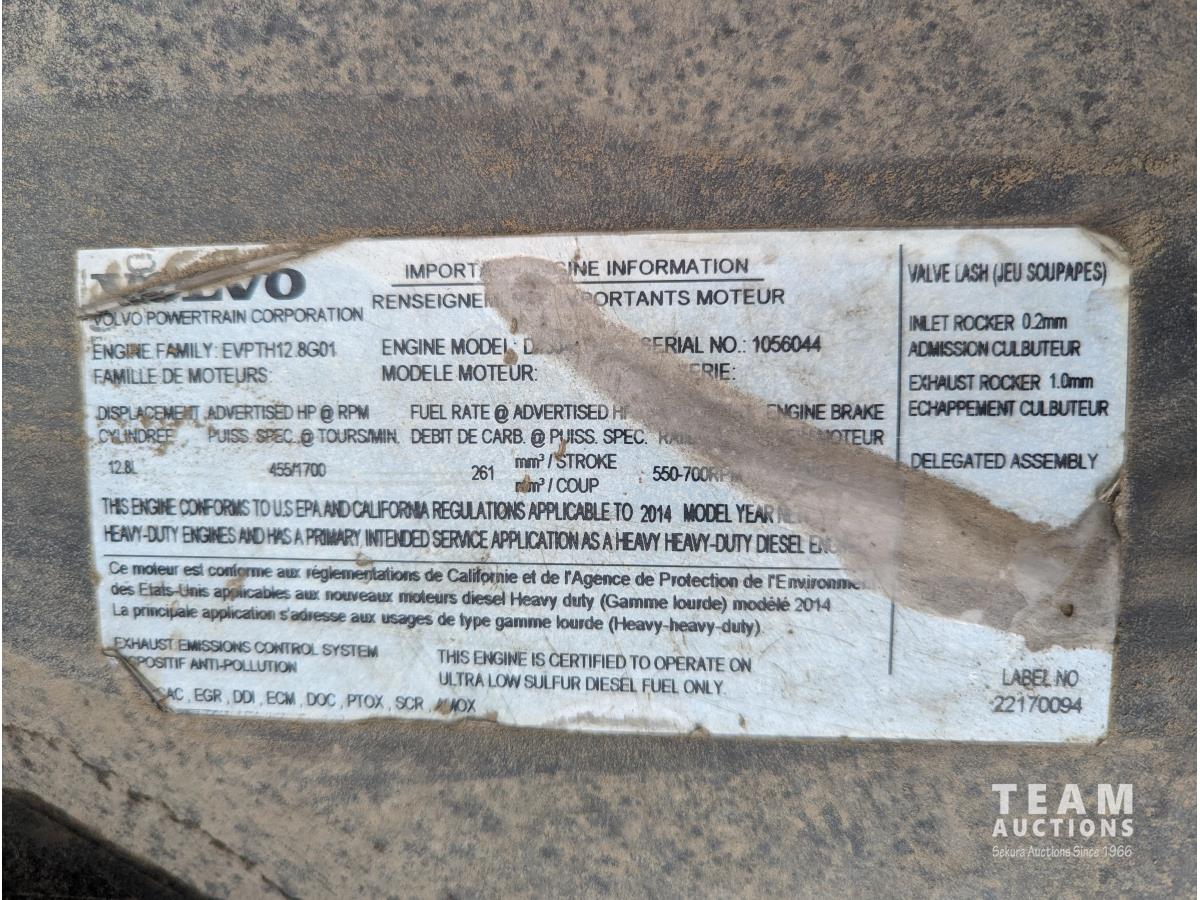 VOLVO
VOLVO POWERTRAIN CORPORATION
IMPORTA INE INFORMATION
RENSEIGNEM PORTANTS MOTEUR
ENGINE FAMILY: EVPTH12.8G01
FAMILLE DE MOTEURS:
ENGINE MODEL: D
MODELE MOTEUR:
SERIAL NO.: 1056044
ERIE:
DISPLACEMENT ADVERTISED HP @ RPM FUEL RATE @ ADVERTISED HP ENGINE BRAKE
CYLINDREE PUISS. SPEC. @ TOURS/MIN. DEBIT DE CARB. @ PUISS. SPEC. MOTEUR
12.8L 455/1700 261 mm³ / STROKE 550-700RPM
mm³ / COUP
THIS ENGINE CONFORMS TO U.S EPA AND CALIFORNIA REGULATIONS APPLICABLE TO 2014 MODEL YEAR
HEAVY-DUTY ENGINES AND HAS A PRIMARY INTENDED SERVICE APPLICATION AS A HEAVY HEAVY-DUTY DIESEL
Ce moteur est conforme aux réglementations de Californie et de l'Agence de Protection de l'Environneme
des Etats-Unis applicables aux nouveaux moteurs diesel Heavy duty (Gamme lourde) modèlé 2014
La principale application s'adresse aux usages de type gamme lourde (Heavy-heavy-duty).
EXHAUST EMISSIONS CONTROL SYSTEM
POSITIF ANTI-POLLUTION
AC , EGR , DDI , ECM , DOC , PTOX , SCR , MOX
THIS ENGINE IS CERTIFIED TO OPERATE ON
ULTRA LOW SULFUR DIESEL FUEL ONLY.
VALVE LASH (JEU SOUPAPES)
INLET ROCKER 0.2mm
ADMISSION CULBUTEUR
EXHAUST ROCKER 1.0mm
ECHAPPEMENT CULBUTEUR
DELEGATED ASSEMBLY
LABEL NO
22170094
TEAM
AUCTIONS
Sekura Auctions Since 1966